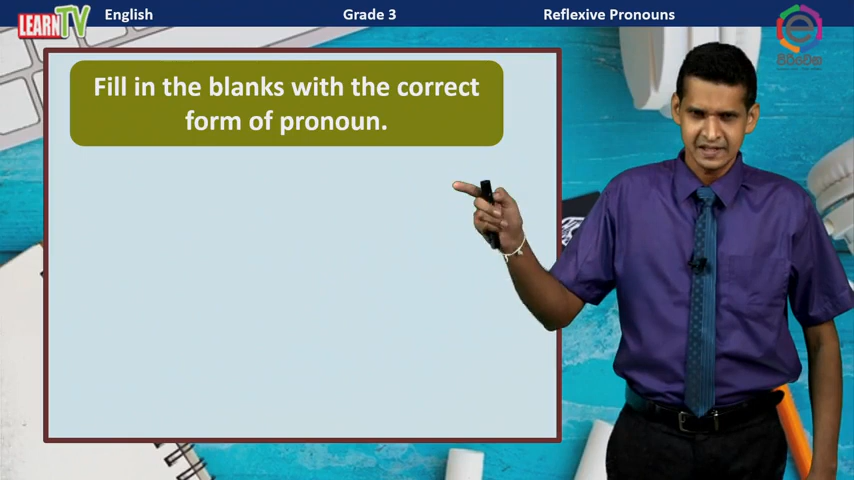 LEARN TV
English
Grade 3
Reflexive Pronouns
Fill in the blanks with the correct
form of pronoun.